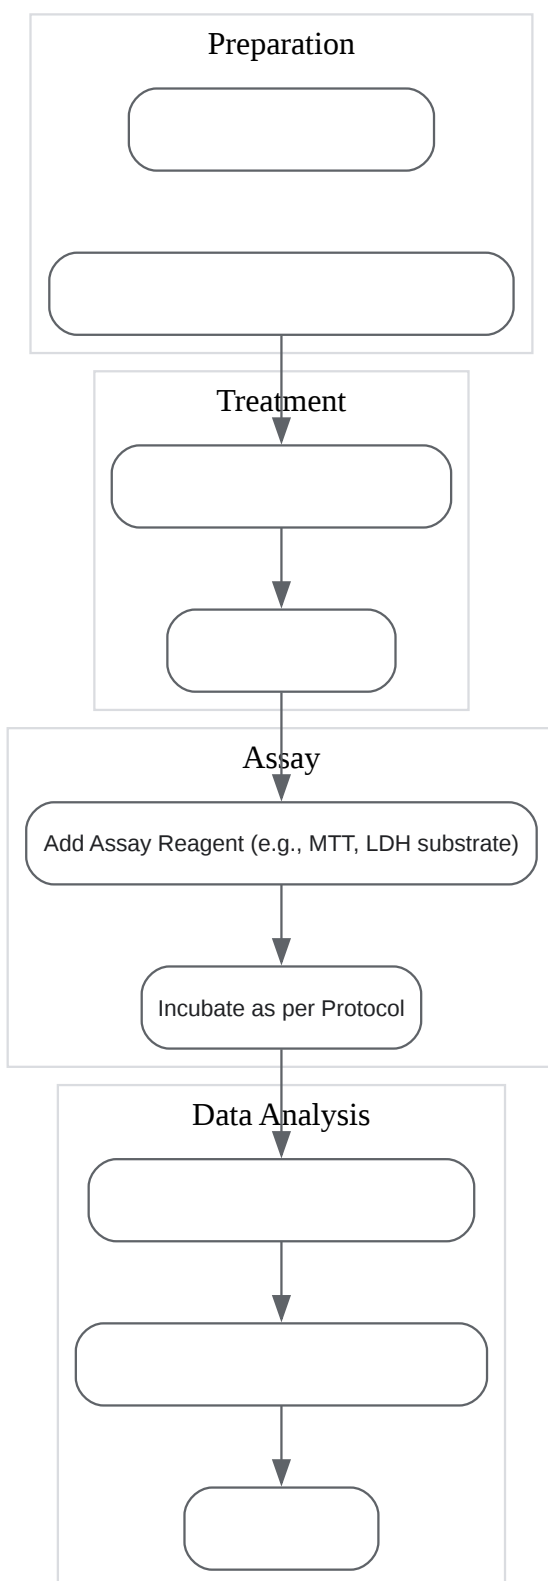 Preparation
Treatment
Assay
Add Assay Reagent (e.g., MTT, LDH substrate)
Incubate as per Protocol
Data Analysis